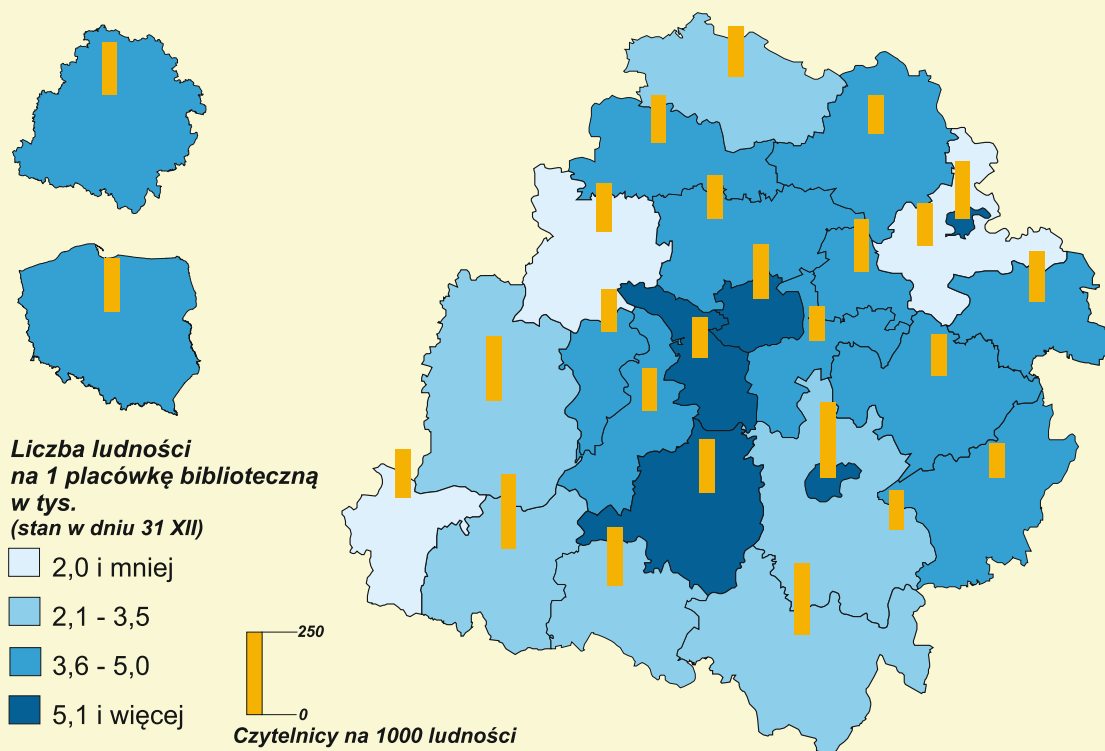 Liczba ludności
na 1 placówkę biblioteczną
w tys.
(stan w dniu 31 XII)
2,0 i mniej
2,1 - 3,5
3,6 - 5,0
5,1 i więcej
250
0
Czytelnicy na 1000 ludności